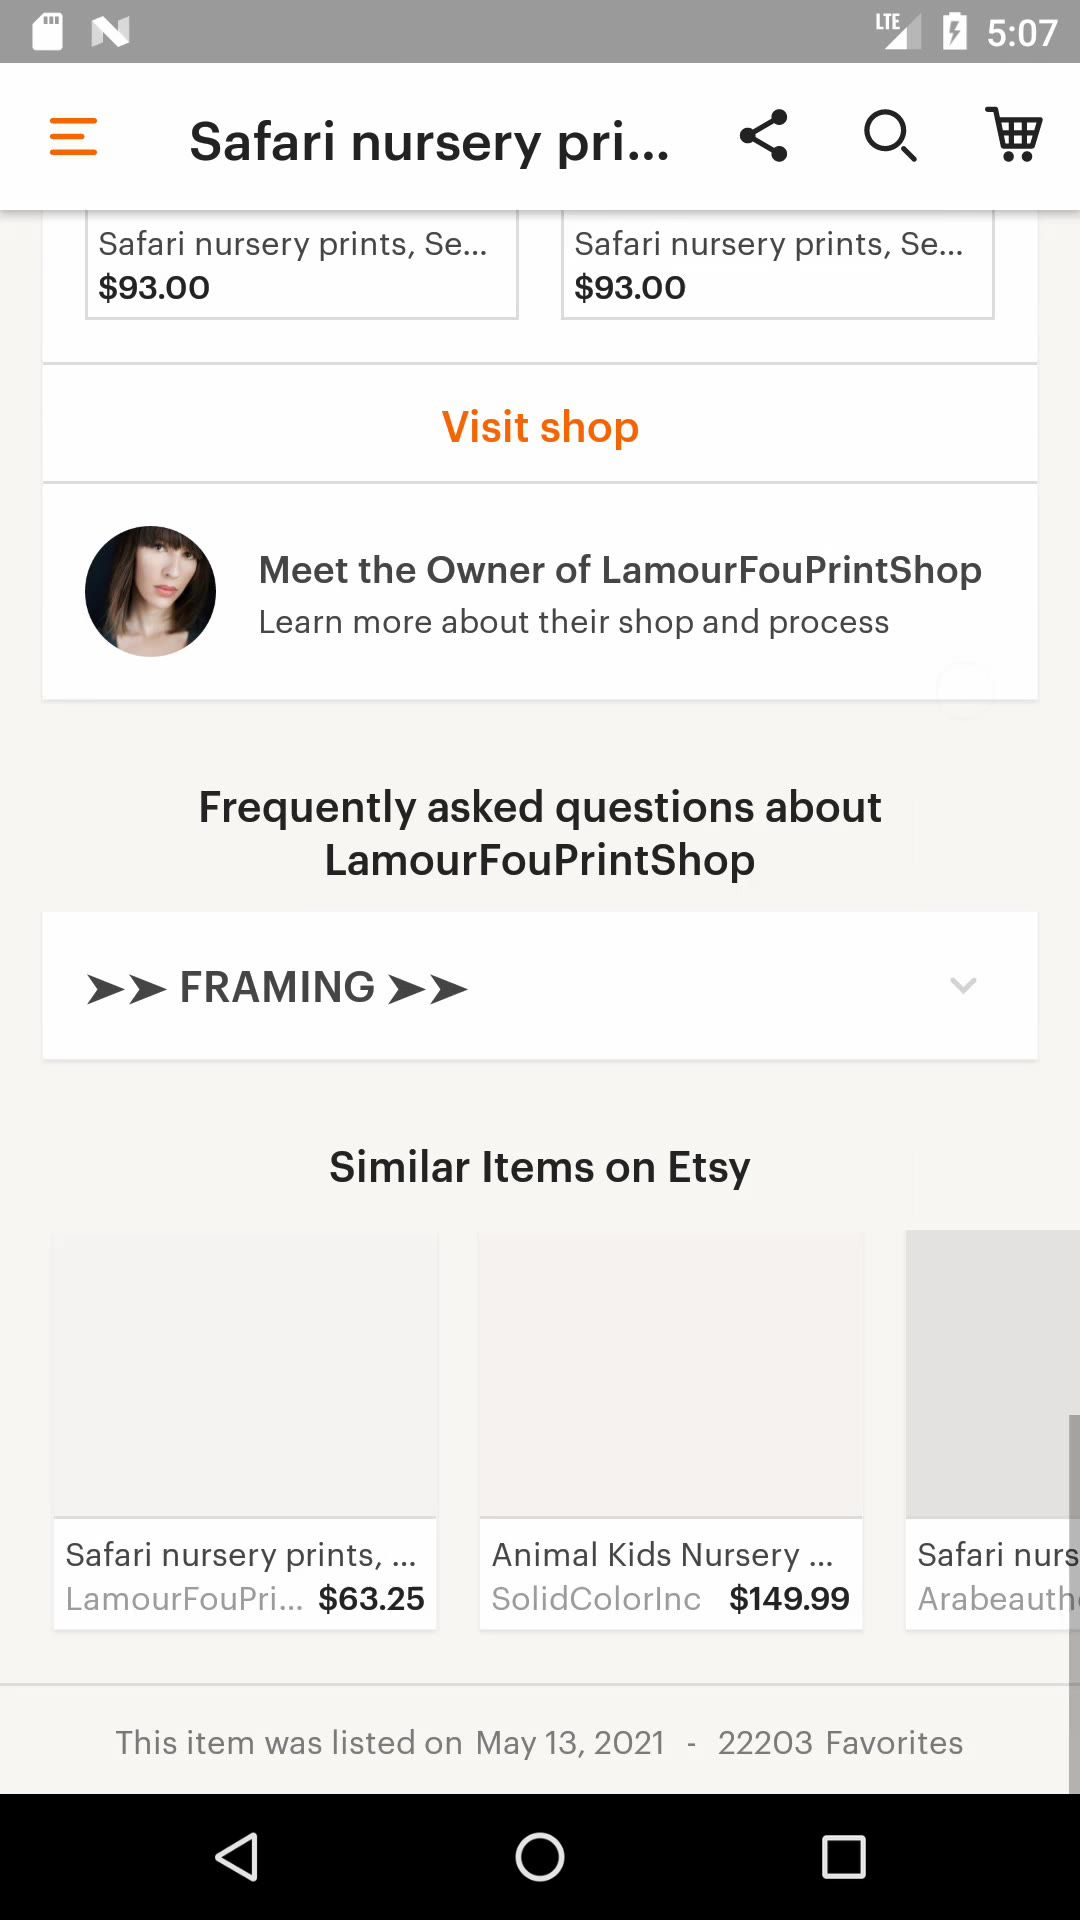 LTE 5:07
Safari nursery pri...
Safari nursery prints, Se...
$93.00
Safari nursery prints, Se...
$93.00
Visit shop
Meet the Owner of LamourFouPrintShop
Learn more about their shop and process
Frequently asked questions about
LamourFouPrintShop
➤➤ FRAMING ➤➤
Similar Items on Etsy
Safari nursery prints, ...
LamourFouPri... $63.25
Animal Kids Nursery ...
SolidColorInc $149.99
Safari nurs
Arabeauth
This item was listed on May 13, 2021 - 22203 Favorites